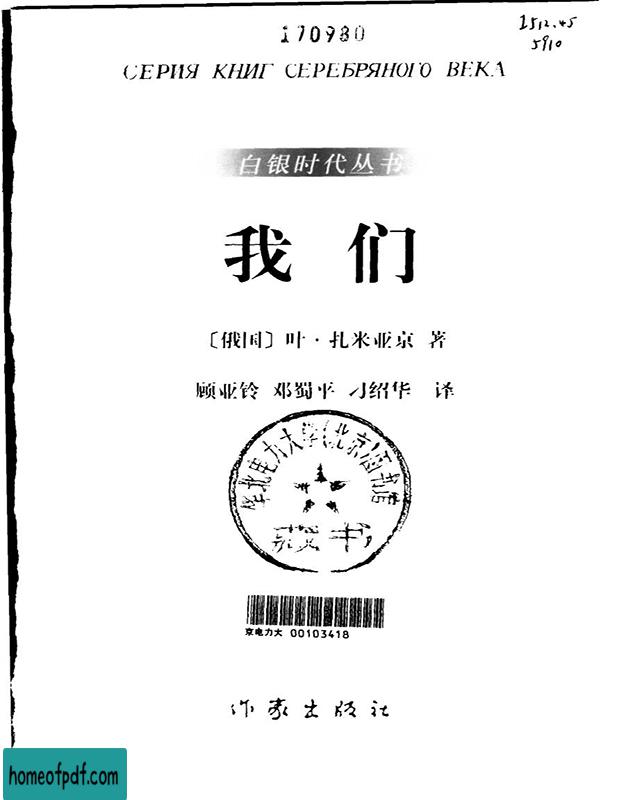 170980
I512.45
5910
СЕРИЯ КНИГ СЕРЕБРЯНОГО ВЕКА
白银时代丛书
我们
〔俄国〕叶·扎米亚京 著
顾亚铃 邓蜀平 刁绍华 译
华北电力大学(北京)图书馆
藏书
京电力大 00103418
作家出版社
homeofpdf.com